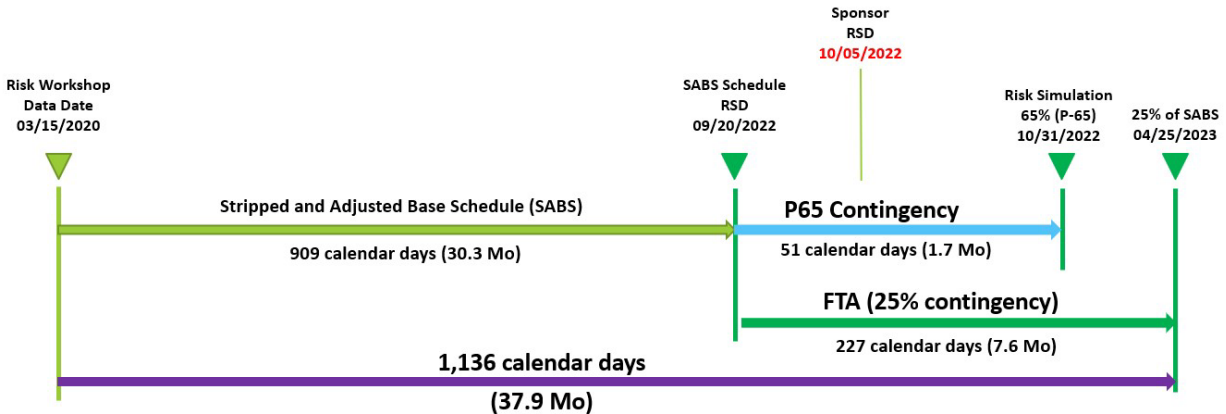 Sponsor
RSD
10/05/2022
Risk Workshop
Data Date
03/15/2020
SABS Schedule
RSD
09/20/2022
Risk Simulation
65% (P-65)
10/31/2022
25% of SABS
04/25/2023
Stripped and Adjusted Base Schedule (SABS)
909 calendar days (30.3 Mo)
P65 Contingency
51 calendar days (1.7 Mo)
FTA (25% contingency)
227 calendar days (7.6 Mo)
1,136 calendar days
(37.9 Mo)